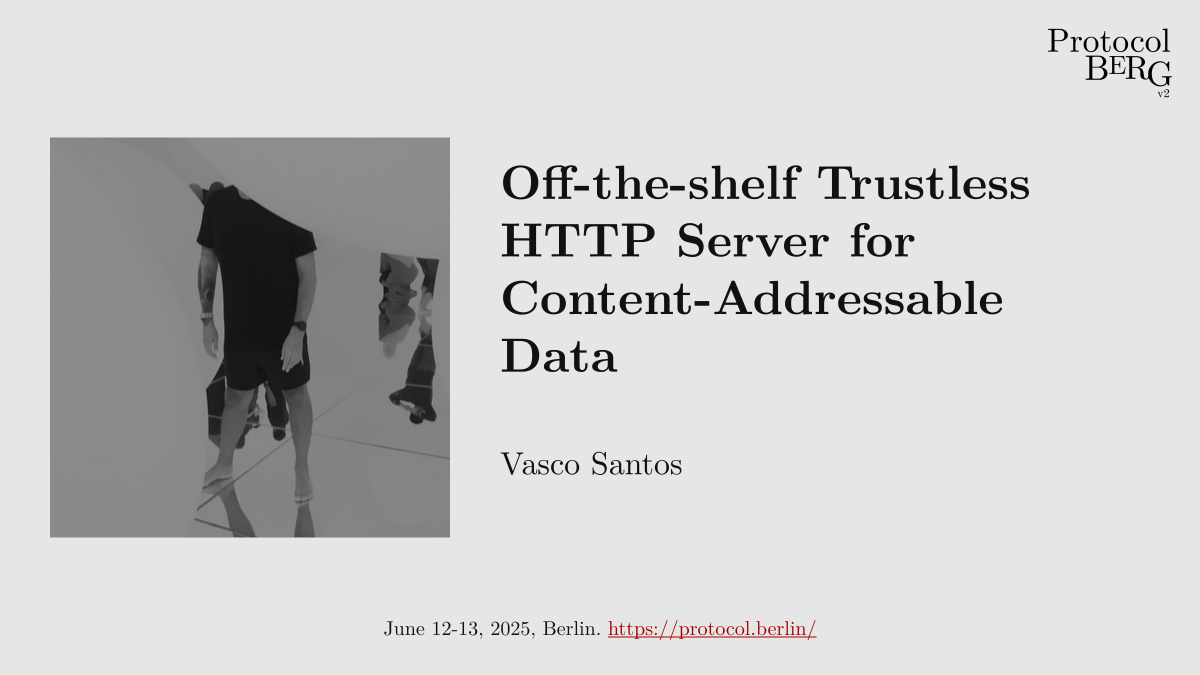 Protocol
BERG
v2
Off-the-shelf Trustless
HTTP Server for
Content-Addressable
Data
Vasco Santos
June 12-13, 2025, Berlin. https://protocol.berlin/